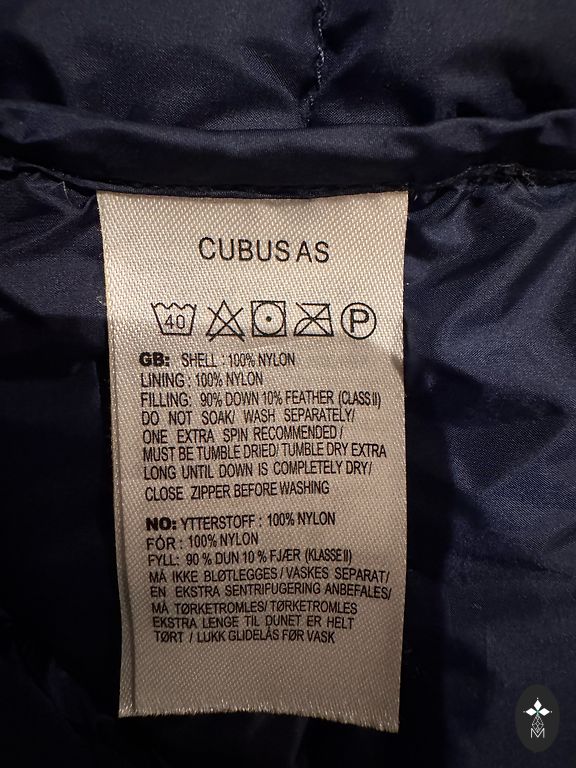 CUBUS AS
40
P
GB: SHELL : 100% NYLON
LINING : 100% NYLON
FILLING: 90% DOWN 10% FEATHER (CLASS II)
DO NOT SOAK/ WASH SEPARATELY/
ONE EXTRA SPIN RECOMMENDED /
MUST BE TUMBLE DRIED/ TUMBLE DRY EXTRA
LONG UNTIL DOWN IS COMPLETELY DRY/
CLOSE ZIPPER BEFORE WASHING
NO: YTTERSTOFF : 100% NYLON
FÓR : 100% NYLON
FYLL: 90 % DUN 10 % FJÆR (KLASSE II)
MÅ IKKE BLØTLEGGES / VASKES SEPARAT/
EN EKSTRA SENTRIFUGERING ANBEFALES/
MÅ TØRKETROMLES/ TØRKETROMLES
EKSTRA LENGE TIL DUNET ER HELT
TØRT / LUKK GLIDELÅS FØR VASK
M